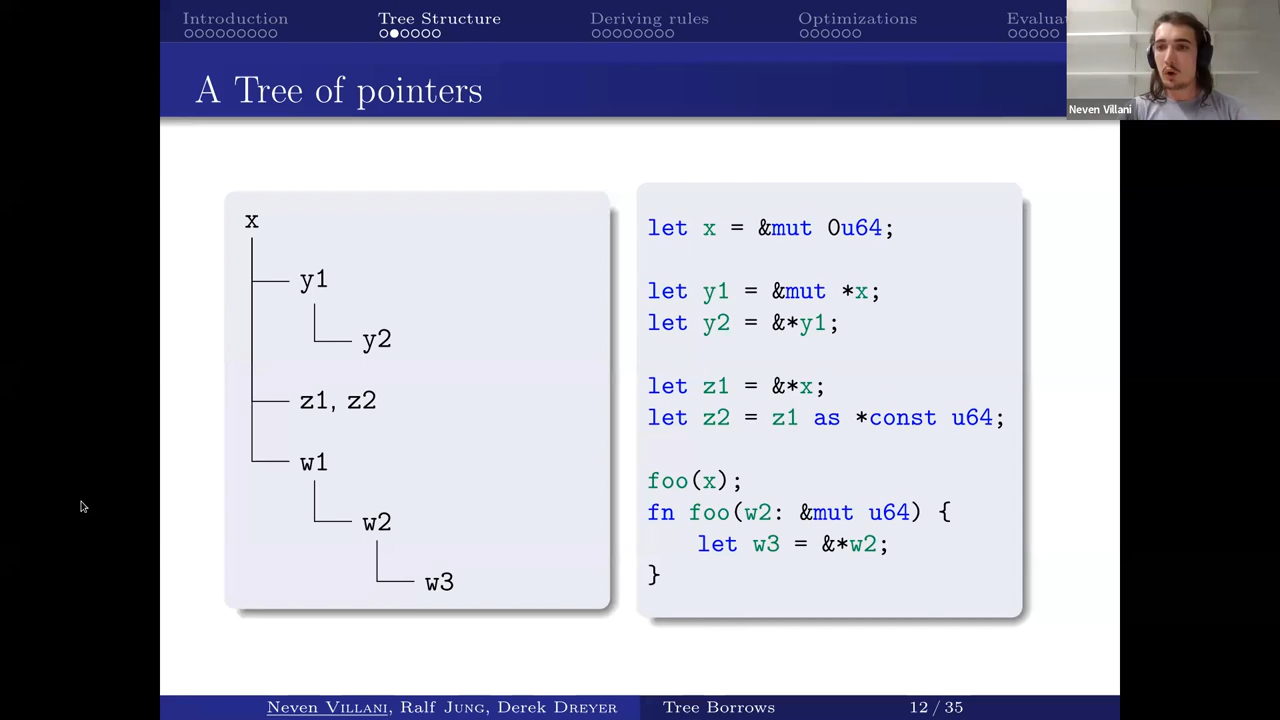 Introduction Tree Structure Deriving rules Optimizations
A Tree of pointers
Neven Villani
x
y1
y2
z1, z2
w1
w2
w3
let x = &mut 0u64;
let y1 = &mut *x;
let y2 = &*y1;
let z1 = &*x;
let z2 = z1 as *const u64;
foo(x);
fn foo(w2: &mut u64) {
let w3 = &*w2;
}
Neven Villani, Ralf Jung, Derek Dreyer Tree Borrows 12 / 35